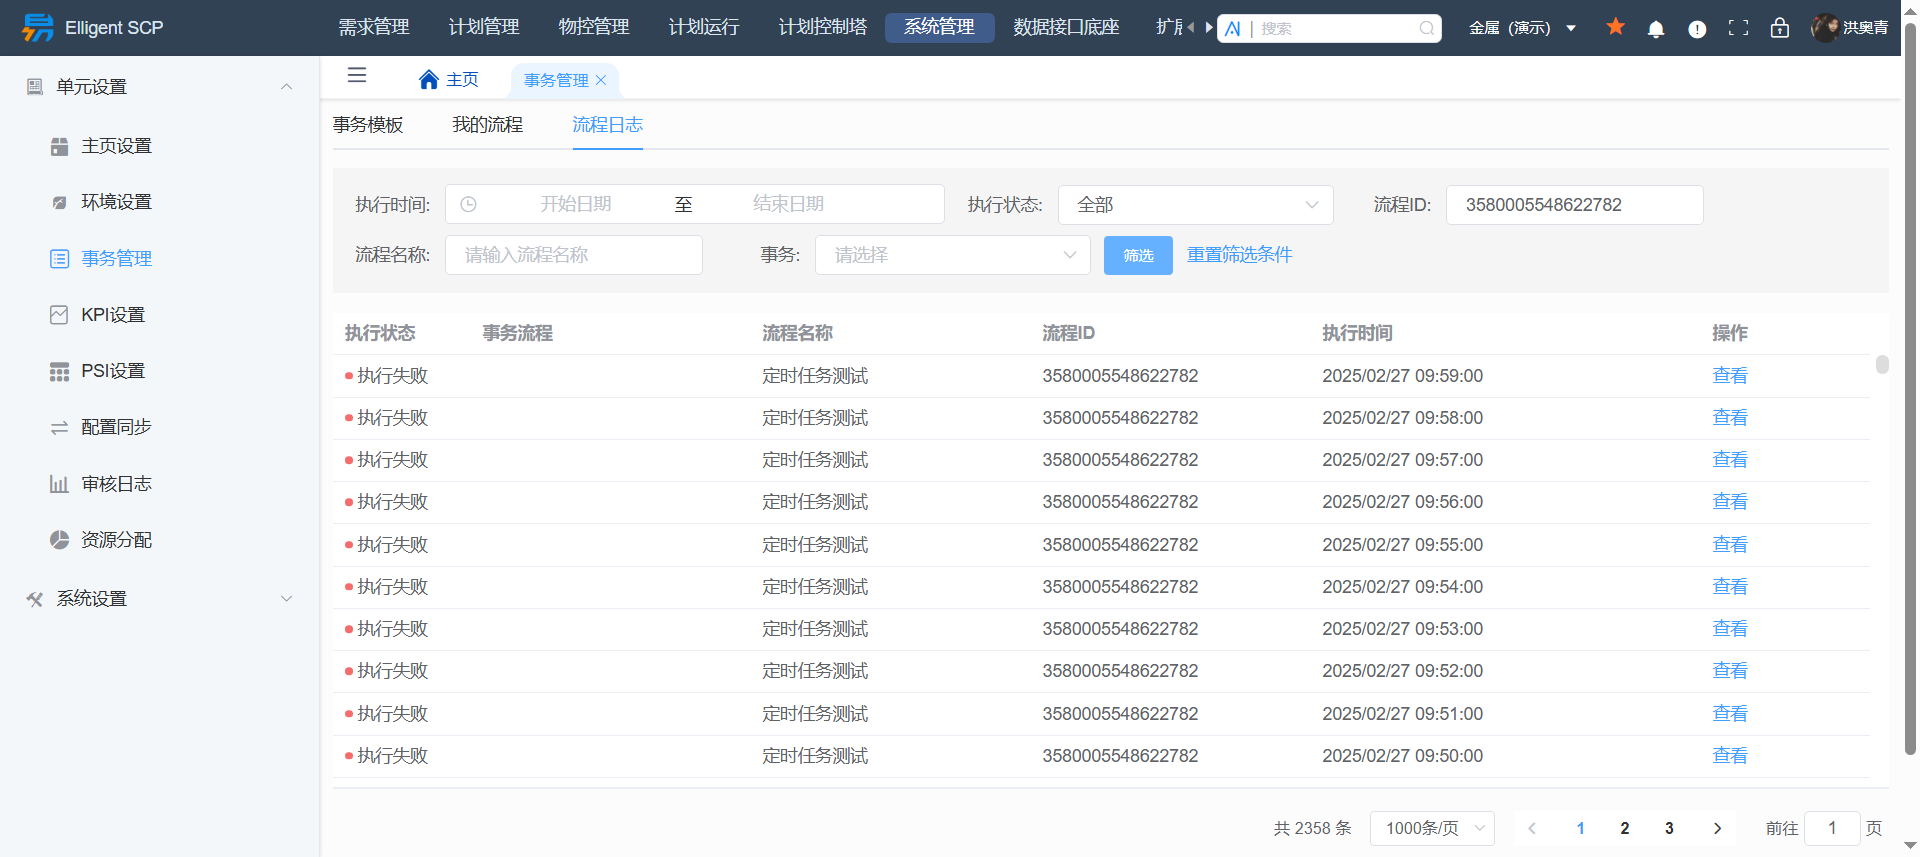 Elligent SCP 需求管理 计划管理 物控管理 计划运行 计划控制塔 系统管理 数据接口底座 扩展 AI | 搜索 金属（演示） 洪奥青
单元设置
主页设置
环境设置
事务管理
KPI设置
PSI设置
配置同步
审核日志
资源分配
系统设置
主页 事务管理
事务模板 我的流程 流程日志
执行时间: 开始日期 至 结束日期 执行状态: 全部 流程ID: 3580005548622782
流程名称: 请输入流程名称 事务: 请选择 筛选 重置筛选条件
执行状态 事务流程 流程名称 流程ID 执行时间 操作
执行失败 定时任务测试 3580005548622782 2025/02/27 09:59:00 查看
执行失败 定时任务测试 3580005548622782 2025/02/27 09:58:00 查看
执行失败 定时任务测试 3580005548622782 2025/02/27 09:57:00 查看
执行失败 定时任务测试 3580005548622782 2025/02/27 09:56:00 查看
执行失败 定时任务测试 3580005548622782 2025/02/27 09:55:00 查看
执行失败 定时任务测试 3580005548622782 2025/02/27 09:54:00 查看
执行失败 定时任务测试 3580005548622782 2025/02/27 09:53:00 查看
执行失败 定时任务测试 3580005548622782 2025/02/27 09:52:00 查看
执行失败 定时任务测试 3580005548622782 2025/02/27 09:51:00 查看
执行失败 定时任务测试 3580005548622782 2025/02/27 09:50:00 查看
共 2358 条 1000条/页 1 2 3 前往 1 页